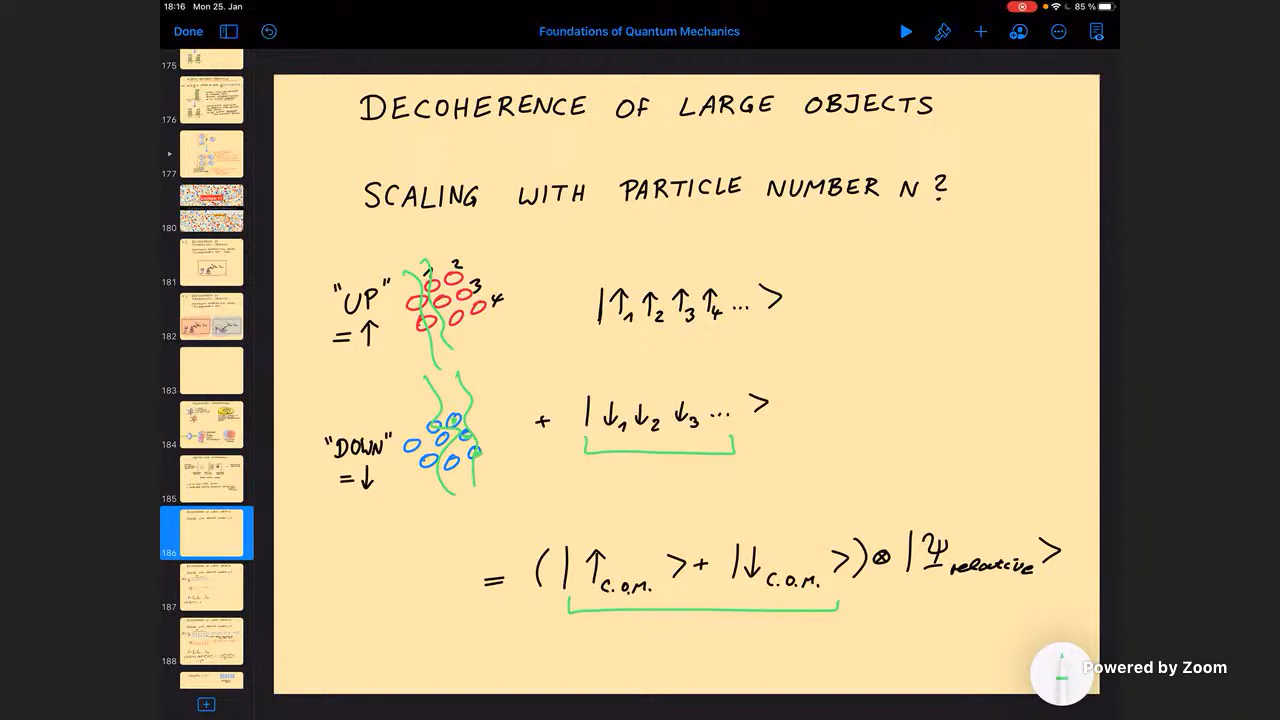 18:16 Mon 25. Jan
85 %
Done
Foundations of Quantum Mechanics
175
176
177
180
181
182
183
184
185
186
187
188
DECOHERENCE OF LARGE OBJECTS
SCALING WITH PARTICLE NUMBER N?
"UP"
= ↑
1 2 3 4
|↑₁ ↑₂ ↑₃ ↑₄ ... >
"DOWN"
= ↓
+ |↓₁ ↓₂ ↓₃ ... >
= (|↑C.O.M. > + |↓C.O.M. >) ⊗ |Ψrelative >
Powered by Zoom